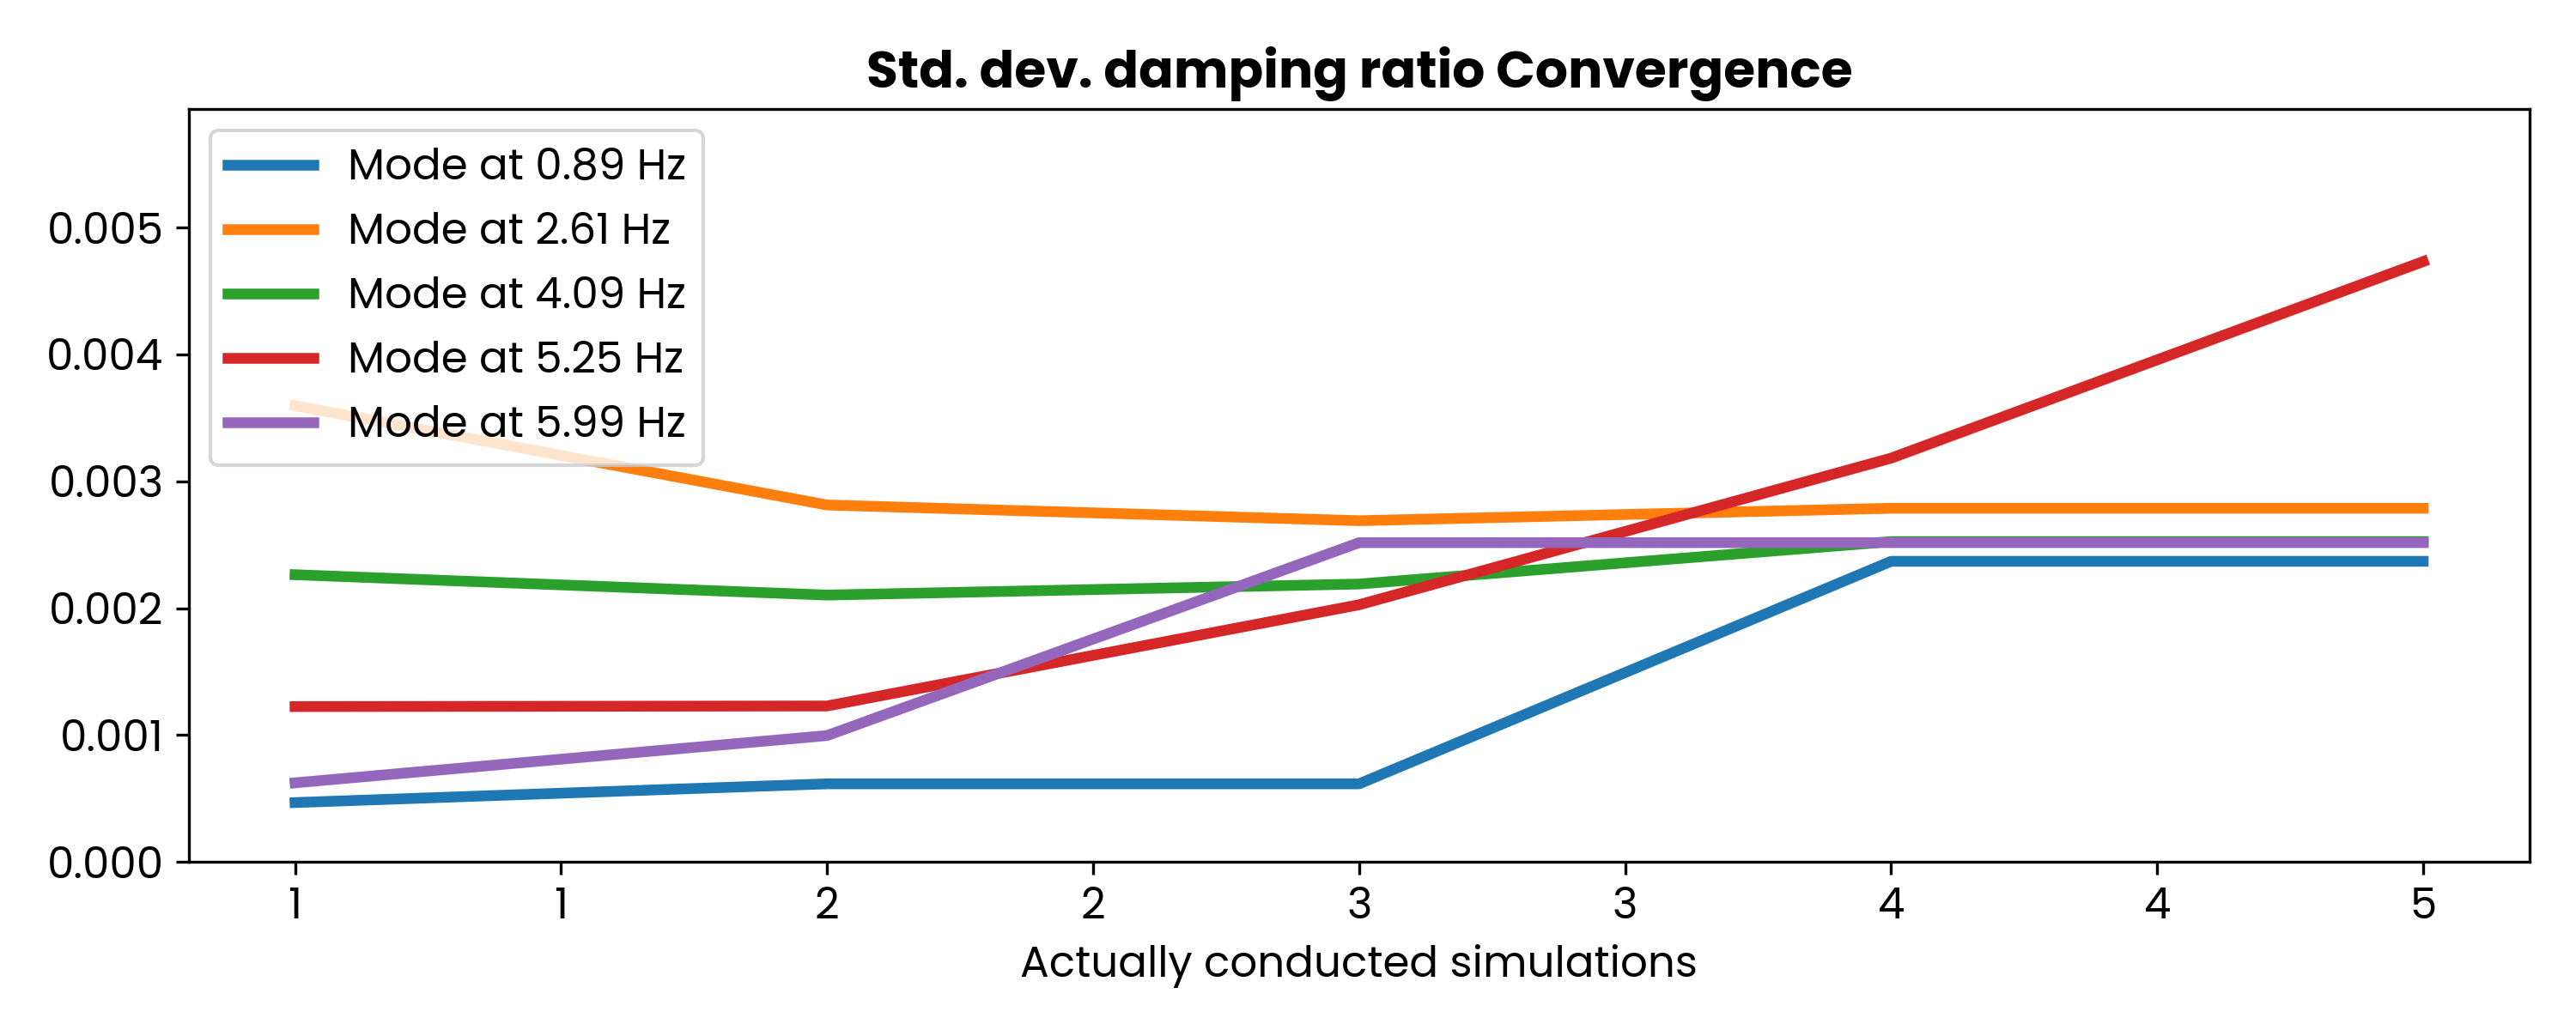 Std. dev. damping ratio Convergence
Mode at 0.89 Hz
Mode at 2.61 Hz
Mode at 4.09 Hz
Mode at 5.25 Hz
Mode at 5.99 Hz
0.005
0.004
0.003
0.002
0.001
0.000
1 1 2 2 3 3 4 4 5
Actually conducted simulations